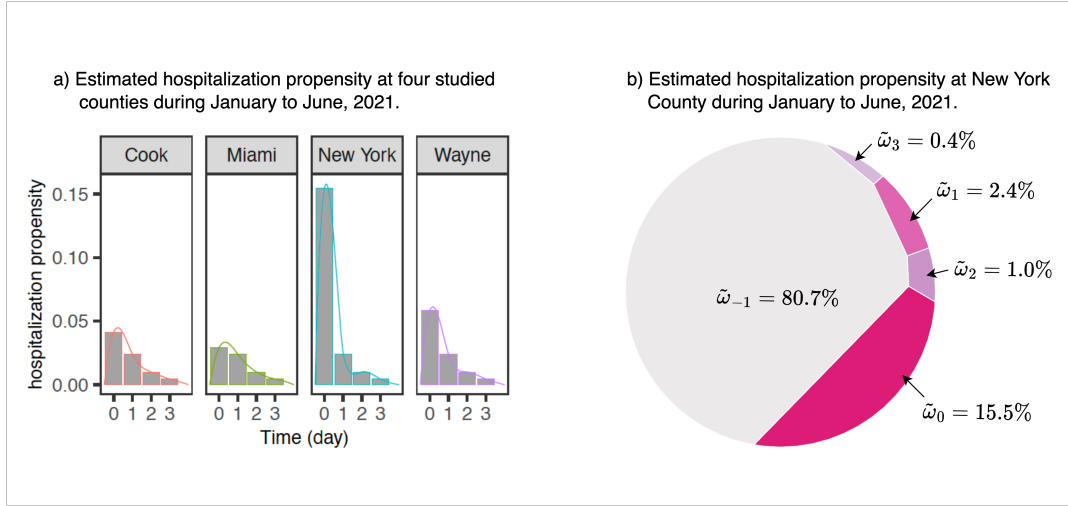 a) Estimated hospitalization propensity at four studied
counties during January to June, 2021.
Cook
Miami
New York
Wayne
hospitalization propensity
0.15
0.10
0.05
0.00
0 1 2 3
0 1 2 3
0 1 2 3
0 1 2 3
Time (day)
b) Estimated hospitalization propensity at New York
County during January to June, 2021.
ω̃₃ = 0.4%
ω̃₁ = 2.4%
ω̃₂ = 1.0%
ω̃₋₁ = 80.7%
ω̃₀ = 15.5%